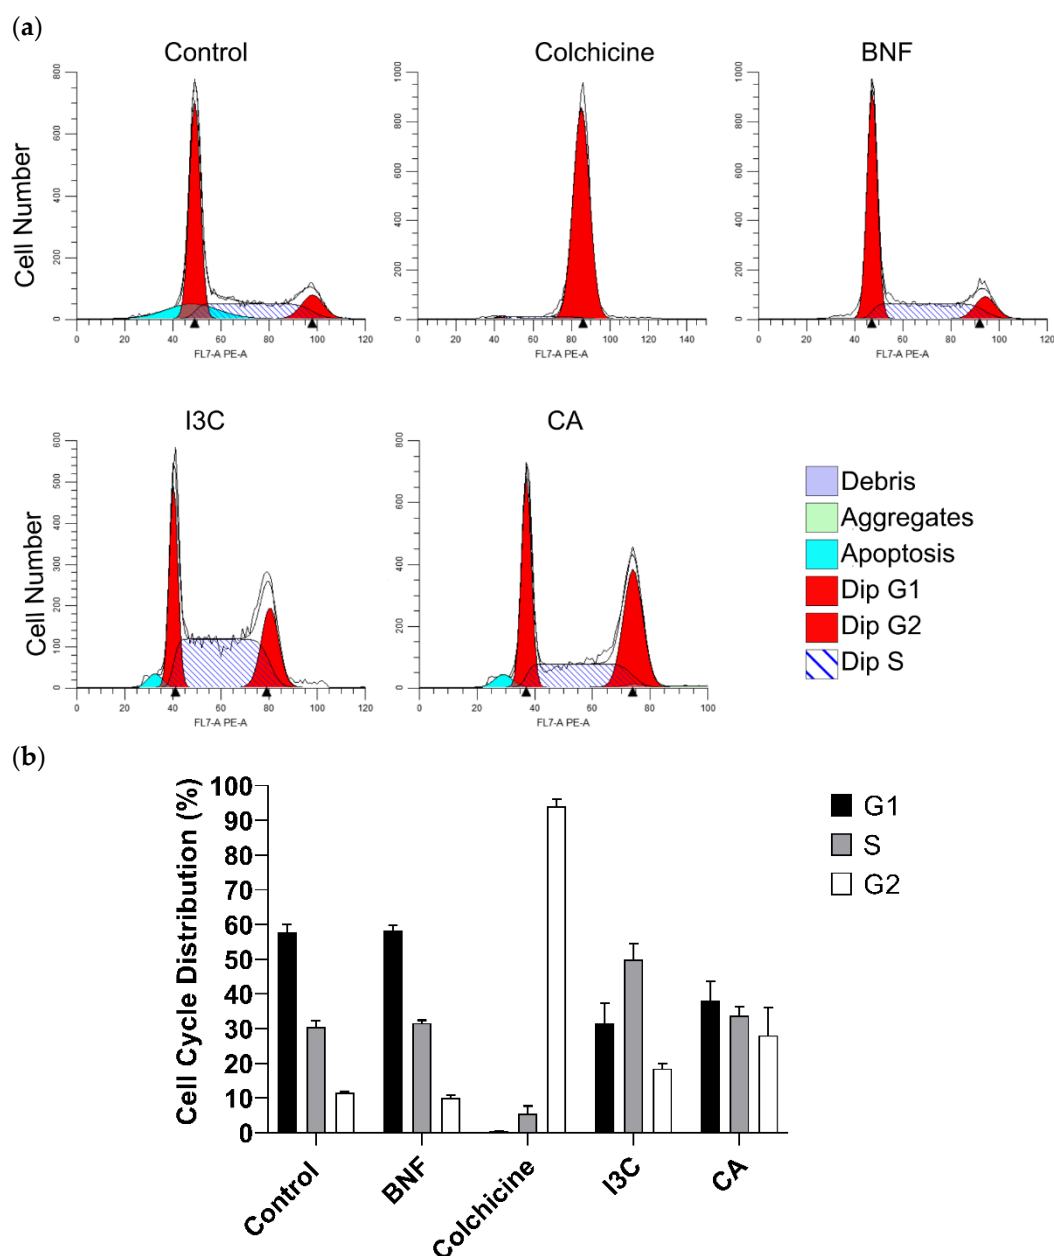 (a)
Control
Colchicine
BNF
Cell Number
800
600
400
200
0
0 20 40 60 80 100 120
FL7-A PE-A
1000
800
600
400
200
0
0 20 40 60 80 100 120 140
FL7-A PE-A
1000
800
600
400
200
0
0 20 40 60 80 100 120
FL7-A PE-A
I3C
CA
Cell Number
600
500
400
300
200
100
0
0 20 40 60 80 100 120
FL7-A PE-A
800
600
400
200
0
0 20 40 60 80 100
FL7-A PE-A
Debris
Aggregates
Apoptosis
Dip G1
Dip G2
Dip S
(b)
Cell Cycle Distribution (%)
100
90
80
70
60
50
40
30
20
10
0
Control
BNF
Colchicine
I3C
CA
G1
S
G2